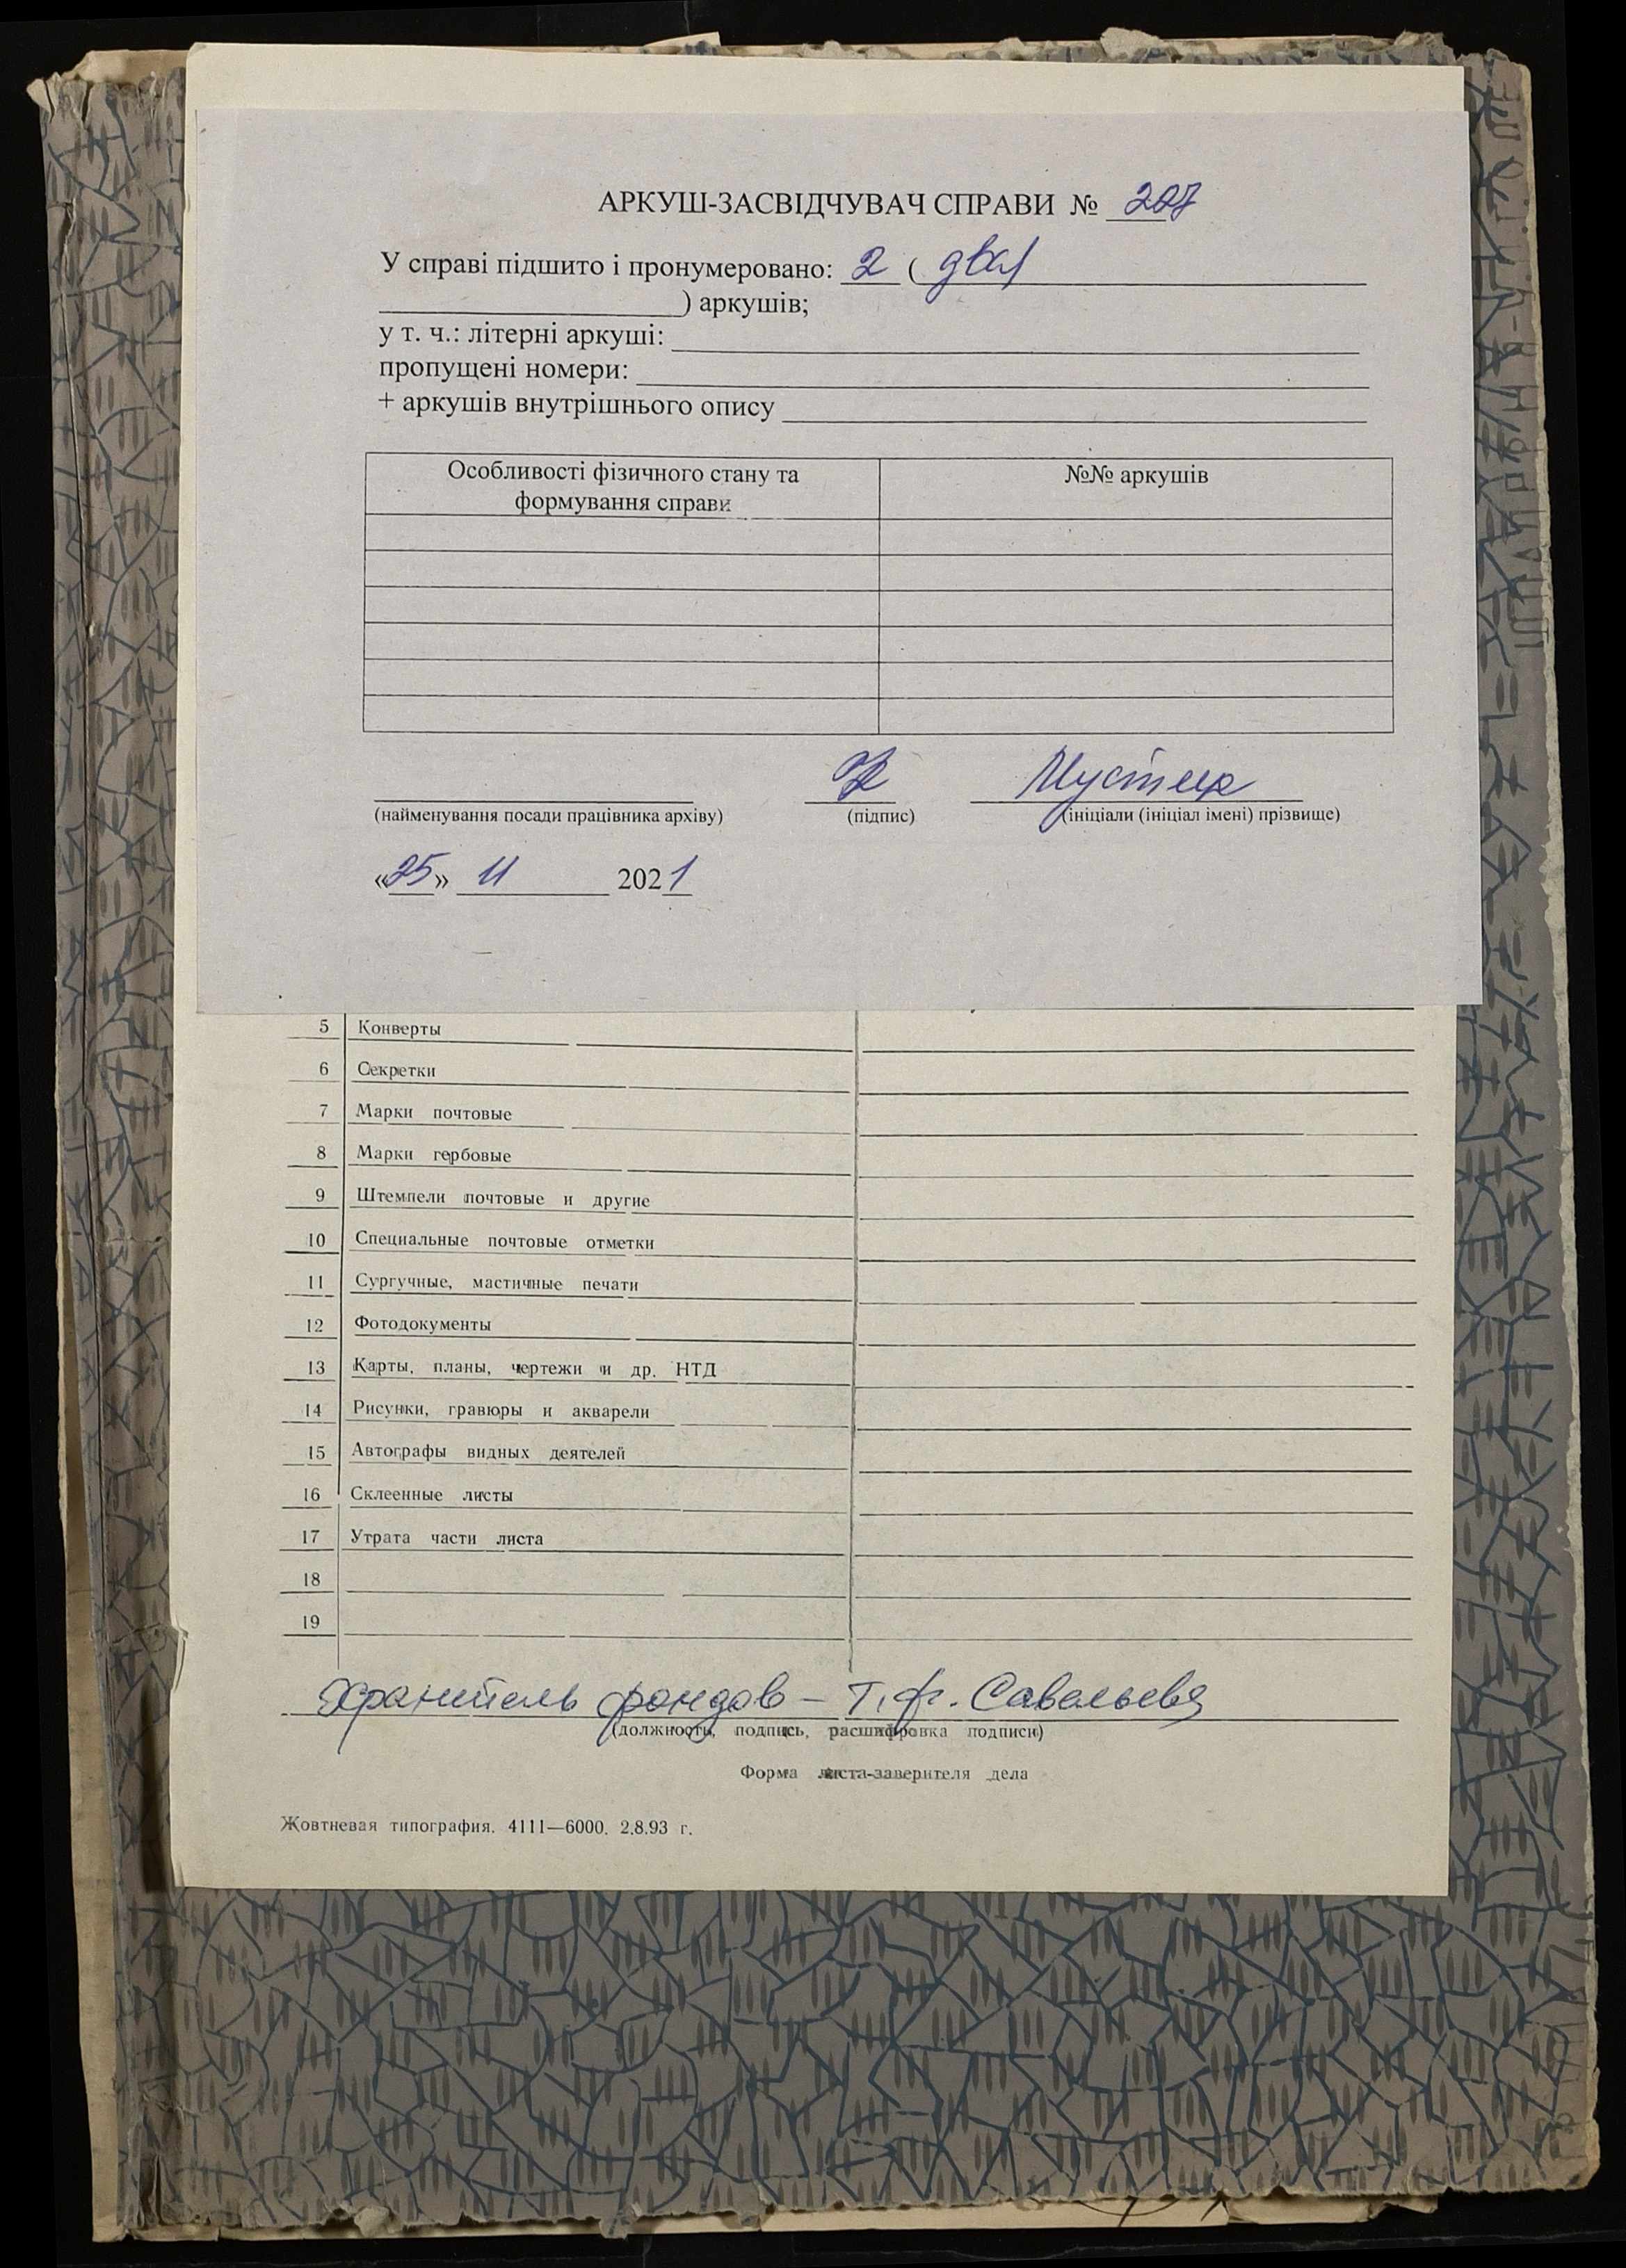 АРКУШ-ЗАСВІДЧУВАЧ СПРАВИ № 207
У справі підшито і пронумеровано: 2 ( два)
) аркушів;
у т. ч.: літерні аркуші:
пропущені номери:
+ аркушів внутрішнього опису
Особливості фізичного стану та формування справи №№ аркушів
(найменування посади працівника архіву) (підпис) (ініціали (ініціал імені) прізвище)
«25» 11 2021
5 Конверты
6 Секретки
7 Марки почтовые
8 Марки гербовые
9 Штемпели почтовые и другие
10 Специальные почтовые отметки
11 Сургучные, мастичные печати
12 Фотодокументы
13 Карты, планы, чертежи и др. НТД
14 Рисунки, гравюры и акварели
15 Автографы видных деятелей
16 Склеенные листы
17 Утрата части листа
18
19
Хранитель фондов – Т.Ф. Савельева
(должность, подпись, расшифровка подписи)
Форма листа-заверителя дела
Жовтневая типография. 4111—6000. 2.8.93 г.